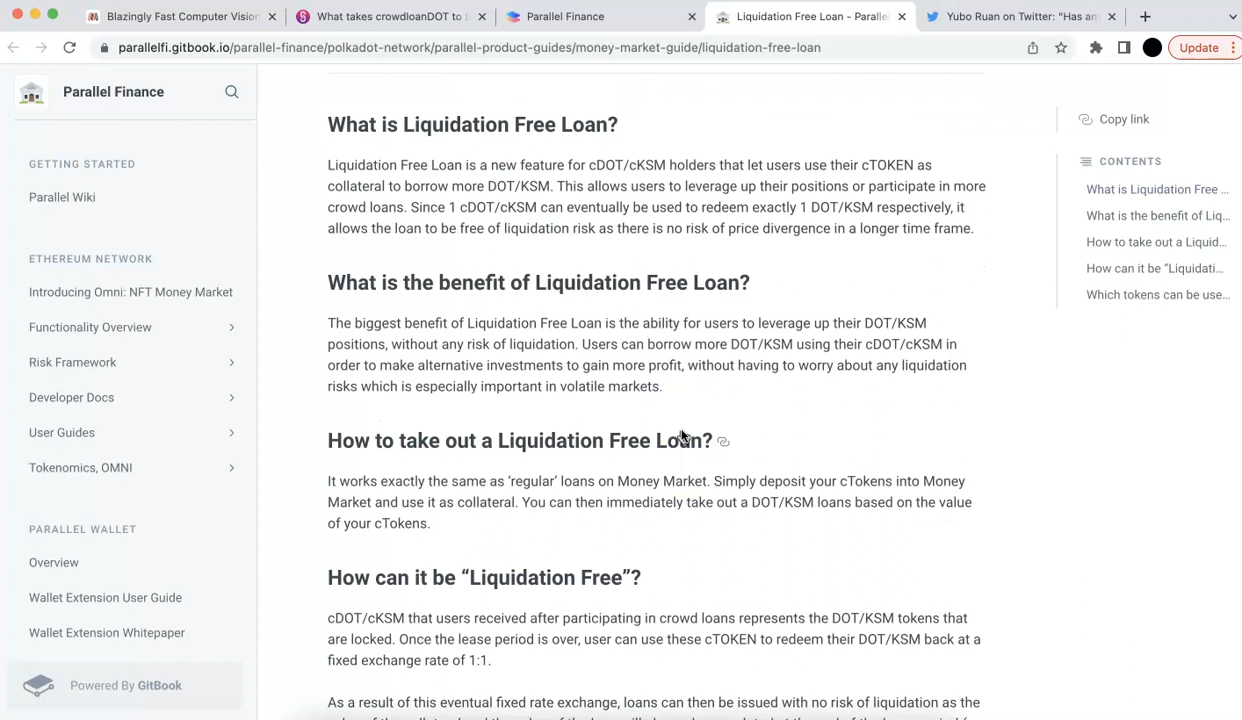 Blazingly Fast Computer Vision
What takes crowdloanDOT to t
Parallel Finance
Liquidation Free Loan - Paralle
Yubo Ruan on Twitter: "Has an
parallelfi.gitbook.io/parallel-finance/polkadot-network/parallel-product-guides/money-market-guide/liquidation-free-loan
Update
Parallel Finance
GETTING STARTED
Parallel Wiki
ETHEREUM NETWORK
Introducing Omni: NFT Money Market
Functionality Overview
Risk Framework
Developer Docs
User Guides
Tokenomics, OMNI
PARALLEL WALLET
Overview
Wallet Extension User Guide
Wallet Extension Whitepaper
Powered By GitBook
What is Liquidation Free Loan?
Liquidation Free Loan is a new feature for cDOT/cKSM holders that let users use their cTOKEN as
collateral to borrow more DOT/KSM. This allows users to leverage up their positions or participate in more
crowd loans. Since 1 cDOT/cKSM can eventually be used to redeem exactly 1 DOT/KSM respectively, it
allows the loan to be free of liquidation risk as there is no risk of price divergence in a longer time frame.
What is the benefit of Liquidation Free Loan?
The biggest benefit of Liquidation Free Loan is the ability for users to leverage up their DOT/KSM
positions, without any risk of liquidation. Users can borrow more DOT/KSM using their cDOT/cKSM in
order to make alternative investments to gain more profit, without having to worry about any liquidation
risks which is especially important in volatile markets.
How to take out a Liquidation Free Loan?
It works exactly the same as ‘regular’ loans on Money Market. Simply deposit your cTokens into Money
Market and use it as collateral. You can then immediately take out a DOT/KSM loans based on the value
of your cTokens.
How can it be “Liquidation Free”?
cDOT/cKSM that users received after participating in crowd loans represents the DOT/KSM tokens that
are locked. Once the lease period is over, user can use these cTOKEN to redeem their DOT/KSM back at a
fixed exchange rate of 1:1.
As a result of this eventual fixed rate exchange, loans can then be issued with no risk of liquidation as the
Copy link
CONTENTS
What is Liquidation Free ...
What is the benefit of Liq...
How to take out a Liquid...
How can it be “Liquidati...
Which tokens can be use...